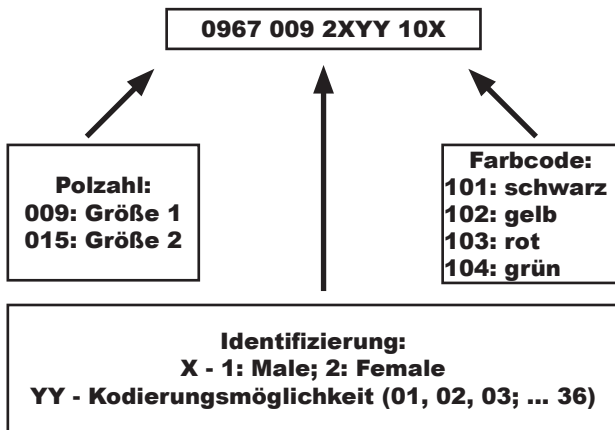 0967 009 2XYY 10X
Polzahl:
009: Größe 1
015: Größe 2
Farbcode:
101: schwarz
102: gelb
103: rot
104: grün
Identifizierung:
X - 1: Male; 2: Female
YY - Kodierungsmöglichkeit (01, 02, 03; ... 36)